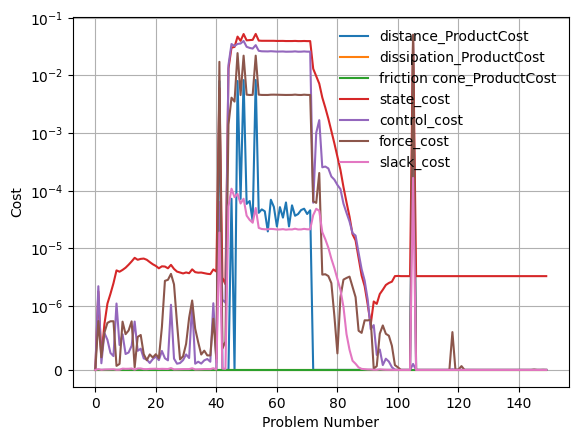 10⁻¹
10⁻²
10⁻³
10⁻⁴
10⁻⁵
10⁻⁶
0
Cost
distance_ProductCost
dissipation_ProductCost
friction cone_ProductCost
state_cost
control_cost
force_cost
slack_cost
0 20 40 60 80 100 120 140
Problem Number